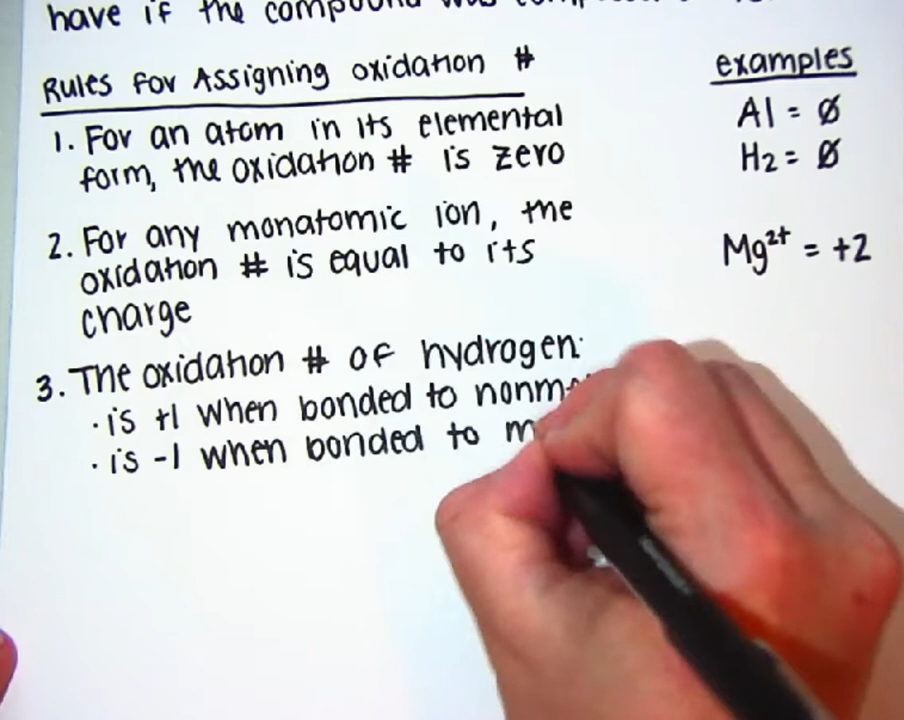 have if the compound was
Rules for Assigning oxidation #
examples
1. For an atom in its elemental
form, the oxidation # is zero
Al = Ø
H2 = Ø
2. For any monatomic ion, the
oxidation # is equal to its
charge
Mg²⁺ = +2
3. The oxidation # of hydrogen:
· is +1 when bonded to
· is -1 when bonded to